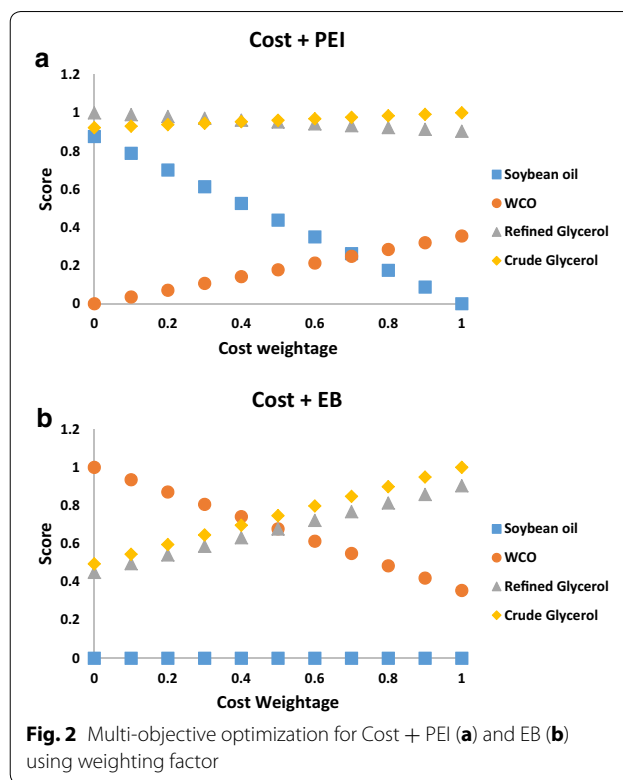 Cost + PEI
a
1.2
1
0.8
0.6
0.4
0.2
0
Score
0 0.2 0.4 0.6 0.8 1
Cost weightage
Soybean oil
WCO
Refined Glycerol
Crude Glycerol
Cost + EB
b
1.2
1
0.8
0.6
0.4
0.2
0
Score
0 0.2 0.4 0.6 0.8 1
Cost Weightage
Soybean oil
WCO
Refined Glycerol
Crude Glycerol
Fig. 2 Multi-objective optimization for Cost + PEI (a) and EB (b)
using weighting factor